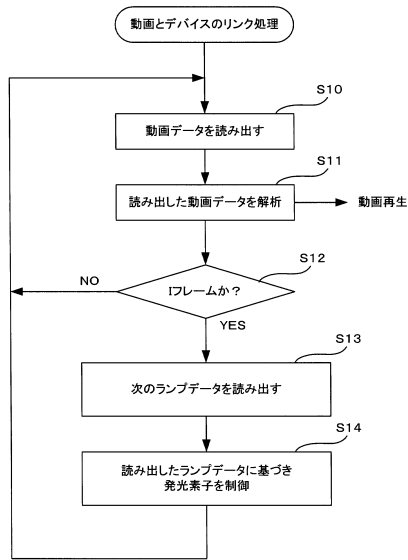 動画とデバイスのリンク処理
S10
動画データを読み出す
S11
読み出した動画データを解析
動画再生
S12
Iフレームか？
NO
YES
S13
次のランプデータを読み出す
S14
読み出したランプデータに基づき
発光素子を制御